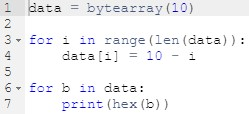 1 data = bytearray(10)
2
3 for i in range(len(data)):
4     data[i] = 10 - i
5
6 for b in data:
7     print(hex(b))